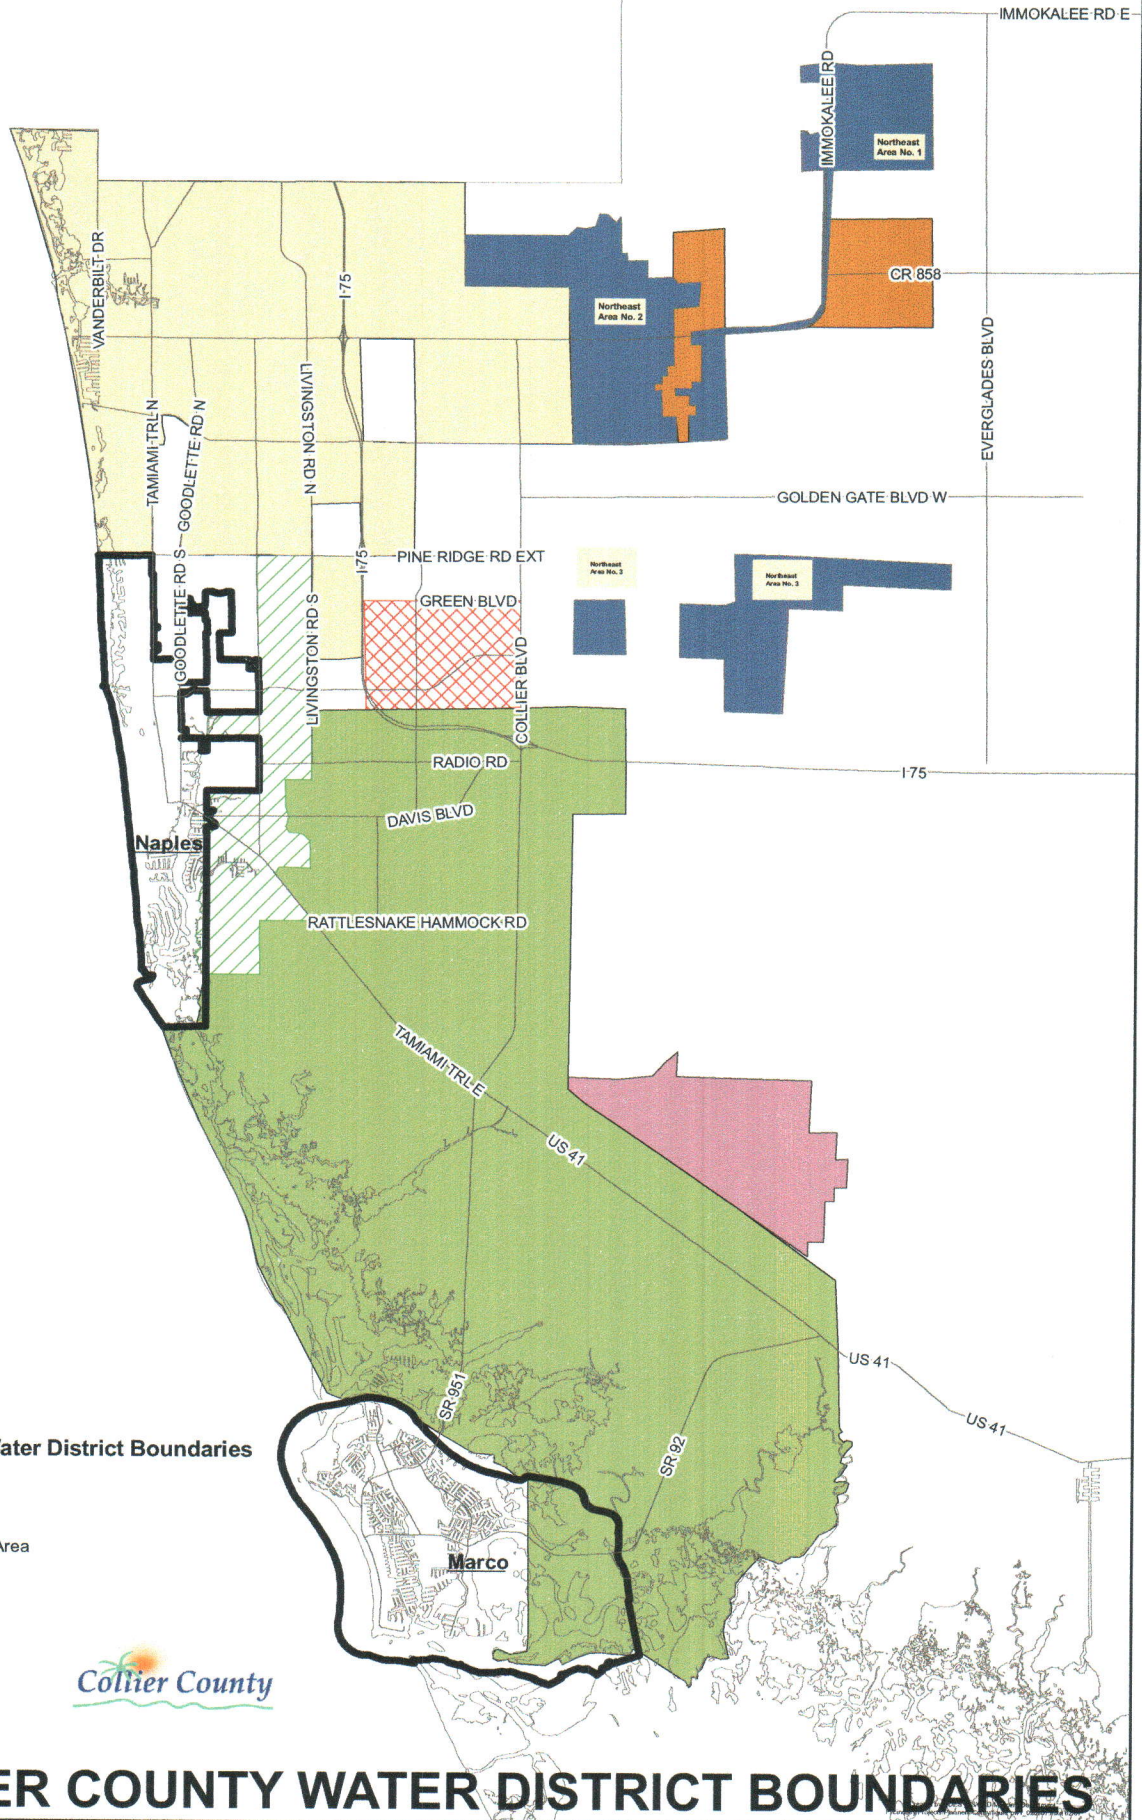 IMMOKALEE RD E
IMMOKALEE RD
Northeast
Area No. 1
VANDERBILT DR
I-75
CR 858
Northeast
Area No. 2
EVERGLADES BLVD
LIVINGSTON RD N
TAMIAMI TRL N
GOODLETTE RD N
GOLDEN GATE BLVD W
I-75
PINE RIDGE RD EXT
Northeast
Area No. 3
Northeast
Area No. 3
GOODLETTE RD S
LIVINGSTON RD S
GREEN BLVD
COLLIER BLVD
RADIO RD
I-75
DAVIS BLVD
Naples
RATTLESNAKE HAMMOCK RD
TAMIAMI TRL E
US 41
US 41
US 41
SR 951
ater District Boundaries
SR 92
Area
Marco
Collier County
ER COUNTY WATER DISTRICT BOUNDARIES